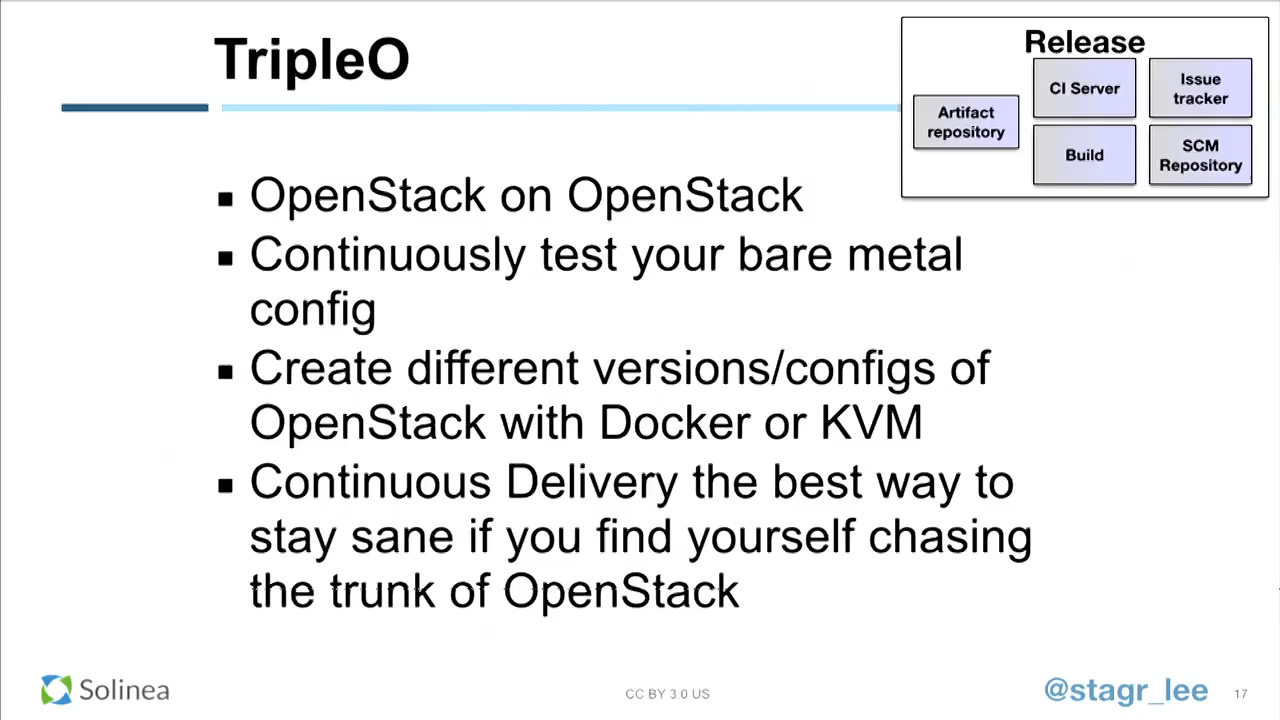 TripleO
Release
CI Server
Issue
tracker
Artifact
repository
Build
SCM
Repository
OpenStack on OpenStack
Continuously test your bare metal
config
Create different versions/configs of
OpenStack with Docker or KVM
Continuous Delivery the best way to
stay sane if you find yourself chasing
the trunk of OpenStack
Solinea
CC BY 3.0 US
@stagr_lee
17